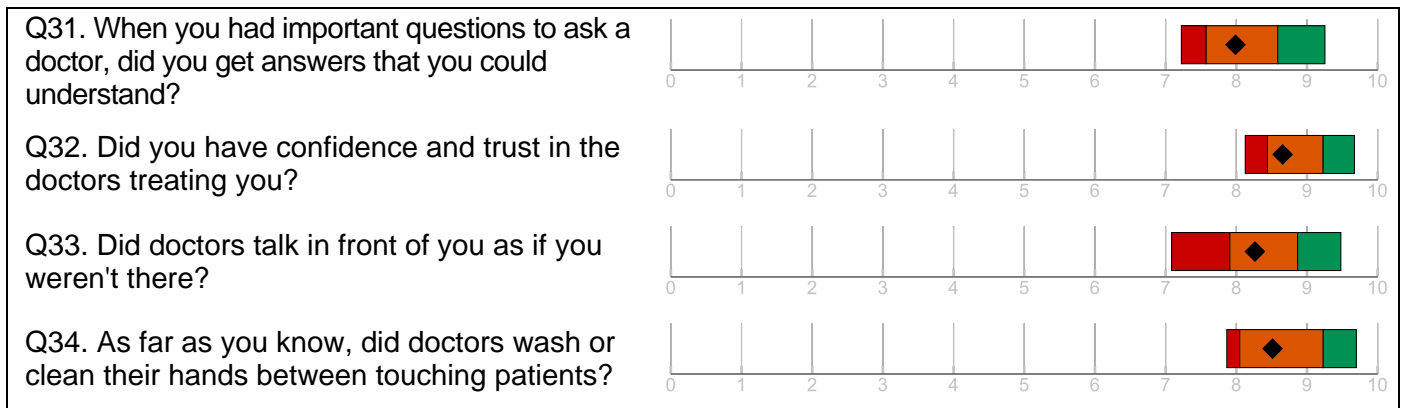 Q31. When you had important questions to ask a
doctor, did you get answers that you could
understand?
0 1 2 3 4 5 6 7 8 9 10
Q32. Did you have confidence and trust in the
doctors treating you?
0 1 2 3 4 5 6 7 8 9 10
Q33. Did doctors talk in front of you as if you
weren't there?
0 1 2 3 4 5 6 7 8 9 10
Q34. As far as you know, did doctors wash or
clean their hands between touching patients?
0 1 2 3 4 5 6 7 8 9 10